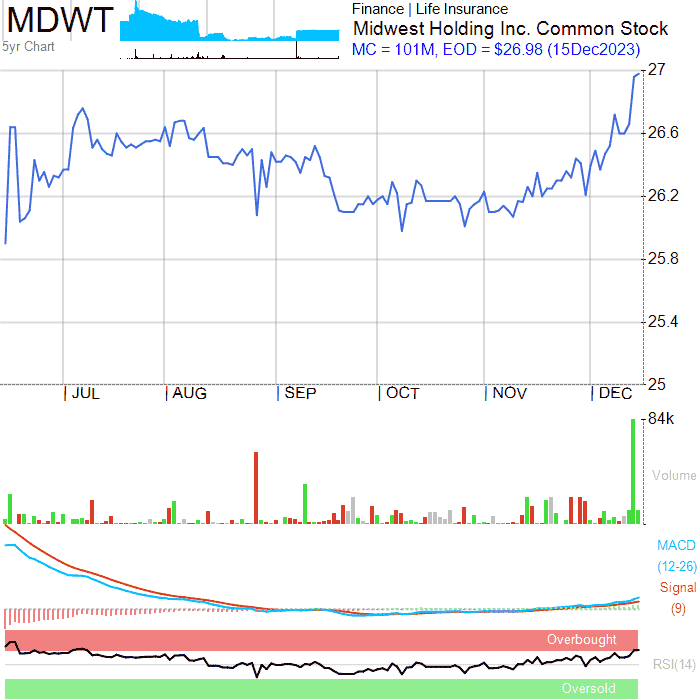 MDWT
5yr Chart
Finance | Life Insurance
Midwest Holding Inc. Common Stock
MC = 101M, EOD = $26.98 (15Dec2023)
27
26.6
26.2
25.8
25.4
25
JUL AUG SEP OCT NOV DEC
84k
Volume
MACD
(12-26)
Signal
(9)
Overbought
RSI(14)
Oversold